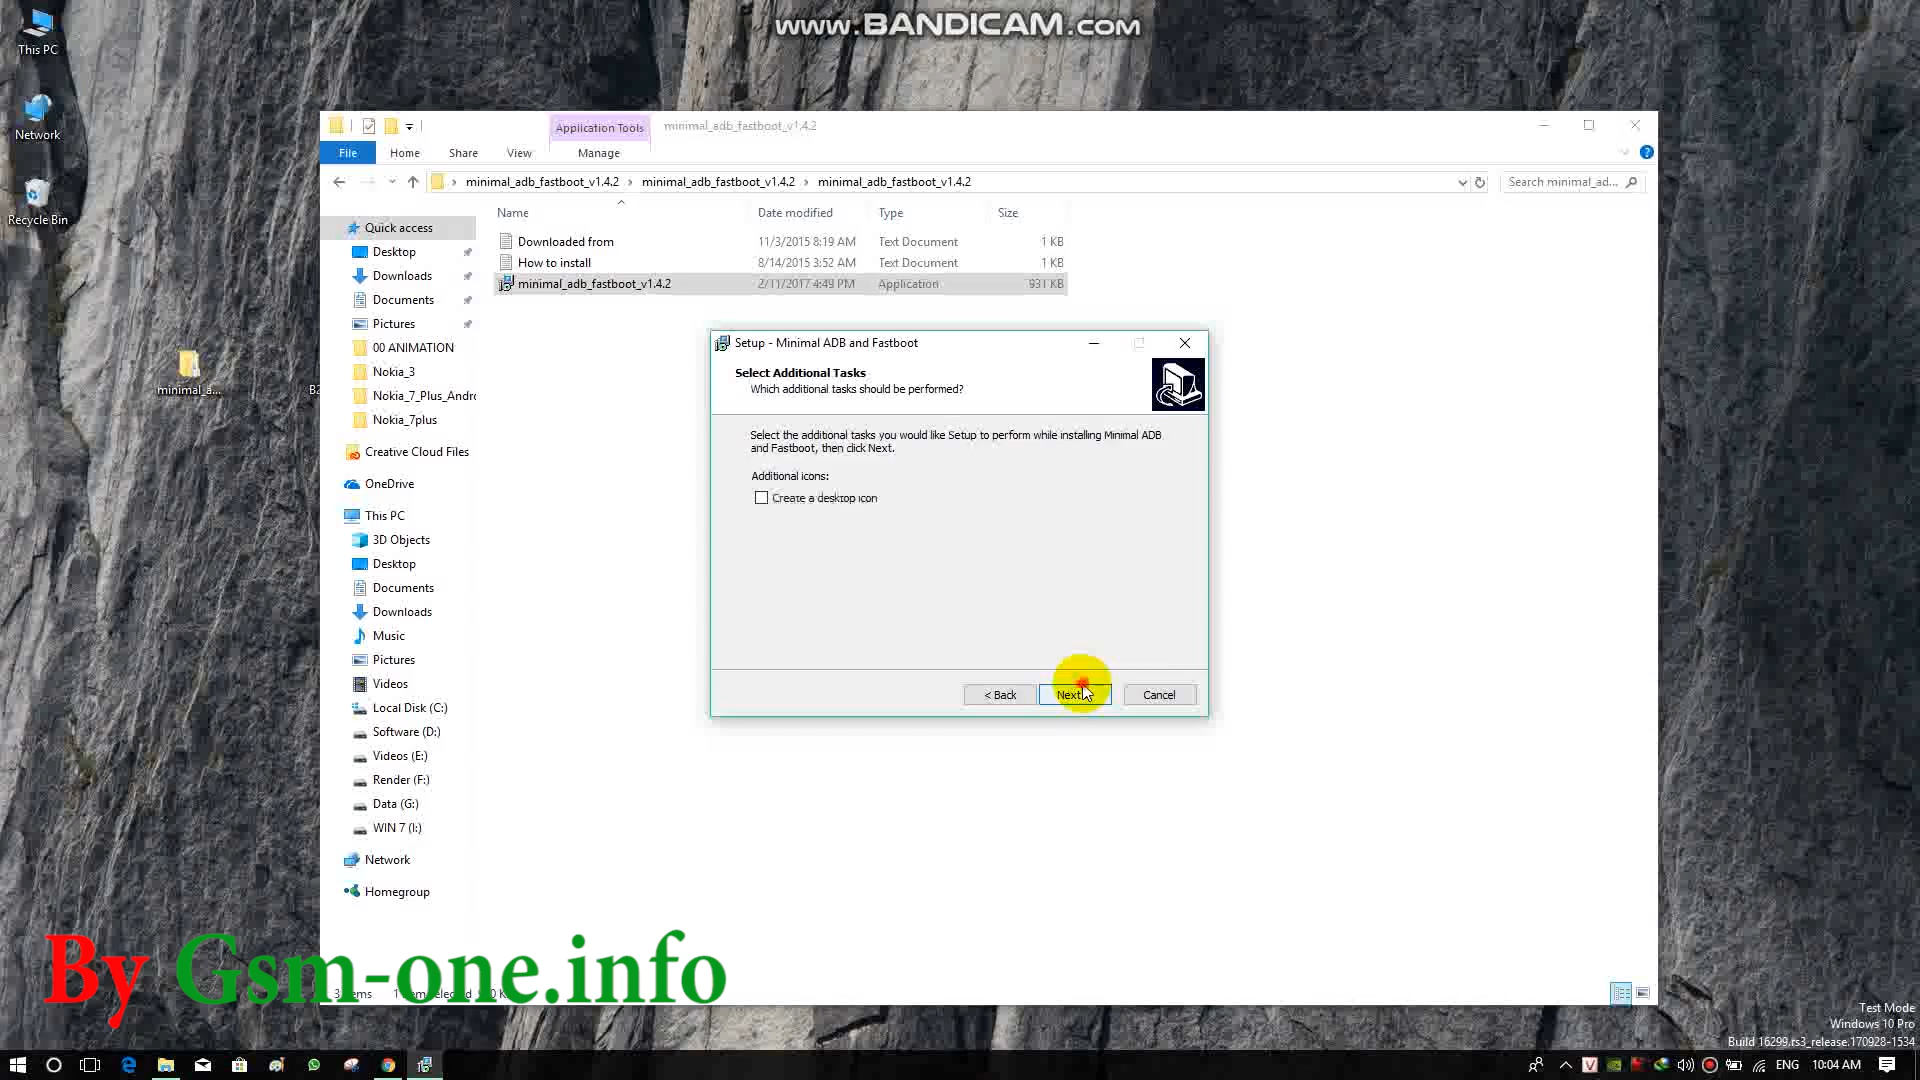 www.BANDICAM.com
This PC
Network
Recycle Bin
minimal_a...
Application Tools
minimal_adb_fastboot_v1.4.2
File
Home
Share
View
Manage
minimal_adb_fastboot_v1.4.2 › minimal_adb_fastboot_v1.4.2 › minimal_adb_fastboot_v1.4.2
Search minimal_ad...
Name
Date modified
Type
Size
Downloaded from
11/3/2015 8:19 AM
Text Document
1 KB
How to install
8/14/2015 3:52 AM
Text Document
1 KB
minimal_adb_fastboot_v1.4.2
2/11/2017 4:49 PM
Application
931 KB
Quick access
Desktop
Downloads
Documents
Pictures
00 ANIMATION
Nokia_3
Nokia_7_Plus_Andro
Nokia_7plus
Creative Cloud Files
OneDrive
This PC
3D Objects
Desktop
Documents
Downloads
Music
Pictures
Videos
Local Disk (C:)
Software (D:)
Videos (E:)
Render (F:)
Data (G:)
WIN 7 (I:)
Network
Homegroup
Setup - Minimal ADB and Fastboot
Select Additional Tasks
Which additional tasks should be performed?
Select the additional tasks you would like Setup to perform while installing Minimal ADB
and Fastboot, then click Next.
Additional icons:
Create a desktop icon
< Back
Next
Cancel
By Gsm-one.info
Test Mode
Windows 10 Pro
Build 16299.rs3_release.170928-1534
ENG
10:04 AM